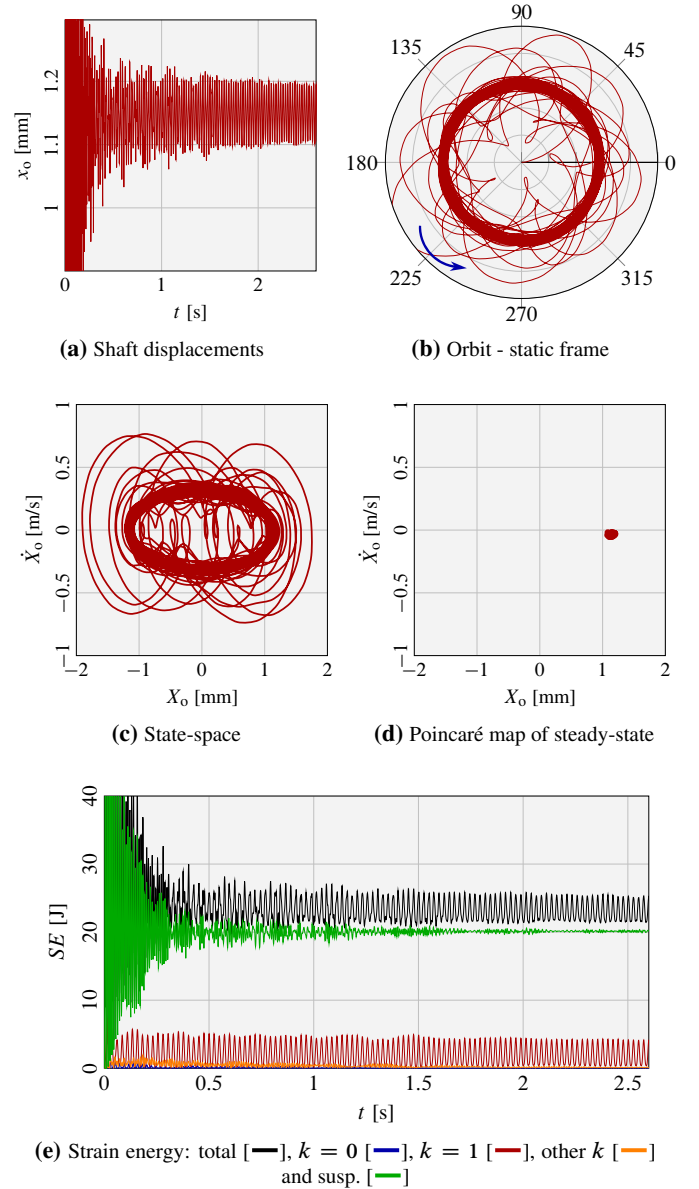 1.2
1.1
1
x_o [mm]
0 1 2
t [s]
(a) Shaft displacements
90
135 45
180 0
225 315
270
(b) Orbit - static frame
1
0.5
0
−0.5
−1
Ẋ_o [m/s]
−2 −1 0 1 2
X_o [mm]
(c) State-space
1
0.5
0
−0.5
−1
Ẋ_o [m/s]
−2 −1 0 1 2
X_o [mm]
(d) Poincaré map of steady-state
40
30
20
10
0
SE [J]
0 0.5 1 1.5 2 2.5
t [s]
(e) Strain energy: total [ ], k = 0 [ ], k = 1 [ ], other k [ ]
and susp. [ ]